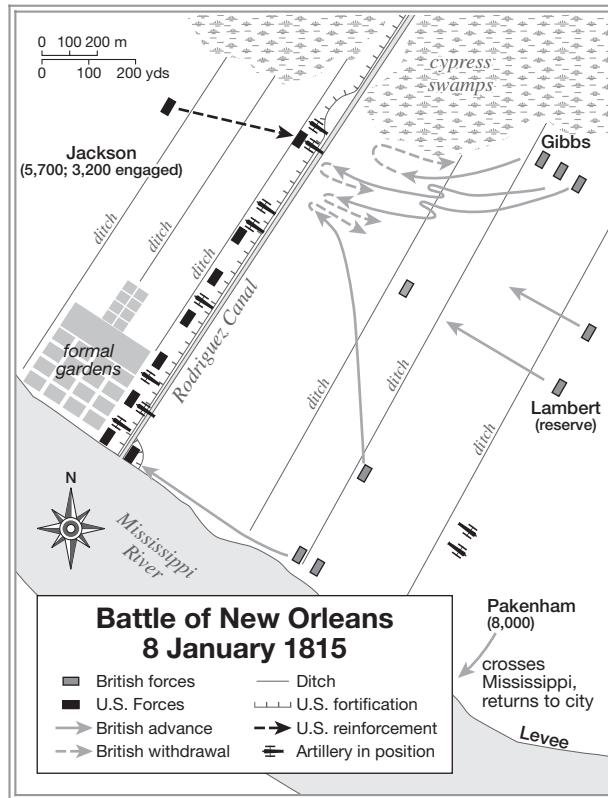 0 100 200 m
0 100 200 yds
cypress
swamps
Gibbs
Jackson
(5,700; 3,200 engaged)
ditch
ditch
ditch
Rodriguez Canal
formal
gardens
ditch
ditch
ditch
Lambert
(reserve)
N
Mississippi
River
Pakenham
(8,000)
crosses
Mississippi,
returns to city
Levee
Battle of New Orleans
8 January 1815
British forces
U.S. Forces
British advance
British withdrawal
Ditch
U.S. fortification
U.S. reinforcement
Artillery in position